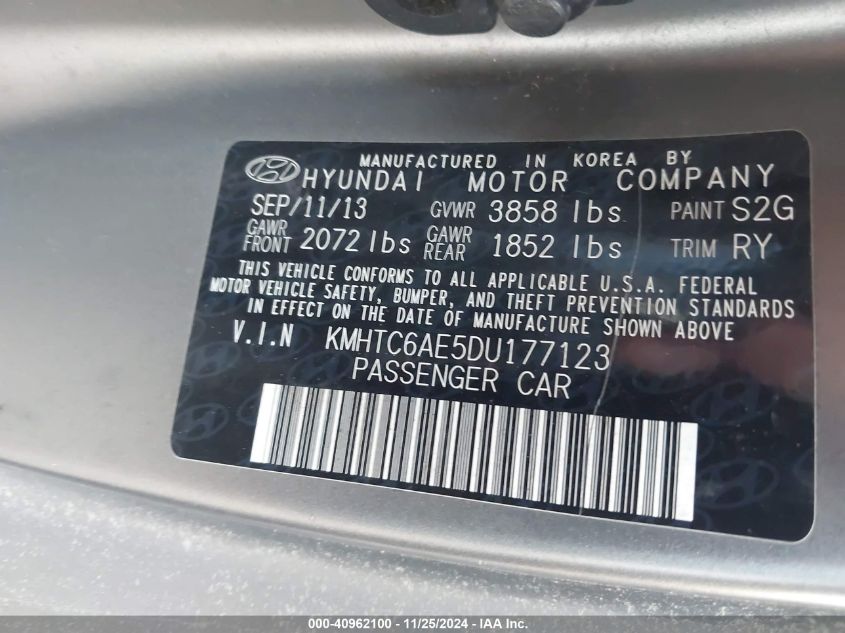 MANUFACTURED IN KOREA BY
HYUNDAI MOTOR COMPANY
SEP/11/13 GVWR 3858 lbs PAINT S2G
GAWR FRONT 2072 lbs GAWR REAR 1852 lbs TRIM RY
THIS VEHICLE CONFORMS TO ALL APPLICABLE U.S.A. FEDERAL
MOTOR VEHICLE SAFETY, BUMPER, AND THEFT PREVENTION STANDARDS
IN EFFECT ON THE DATE OF MANUFACTURE SHOWN ABOVE.
V.I.N KMHTC6AE5DU177123
PASSENGER CAR
000-40962100 - 11/25/2024 - IAA Inc.